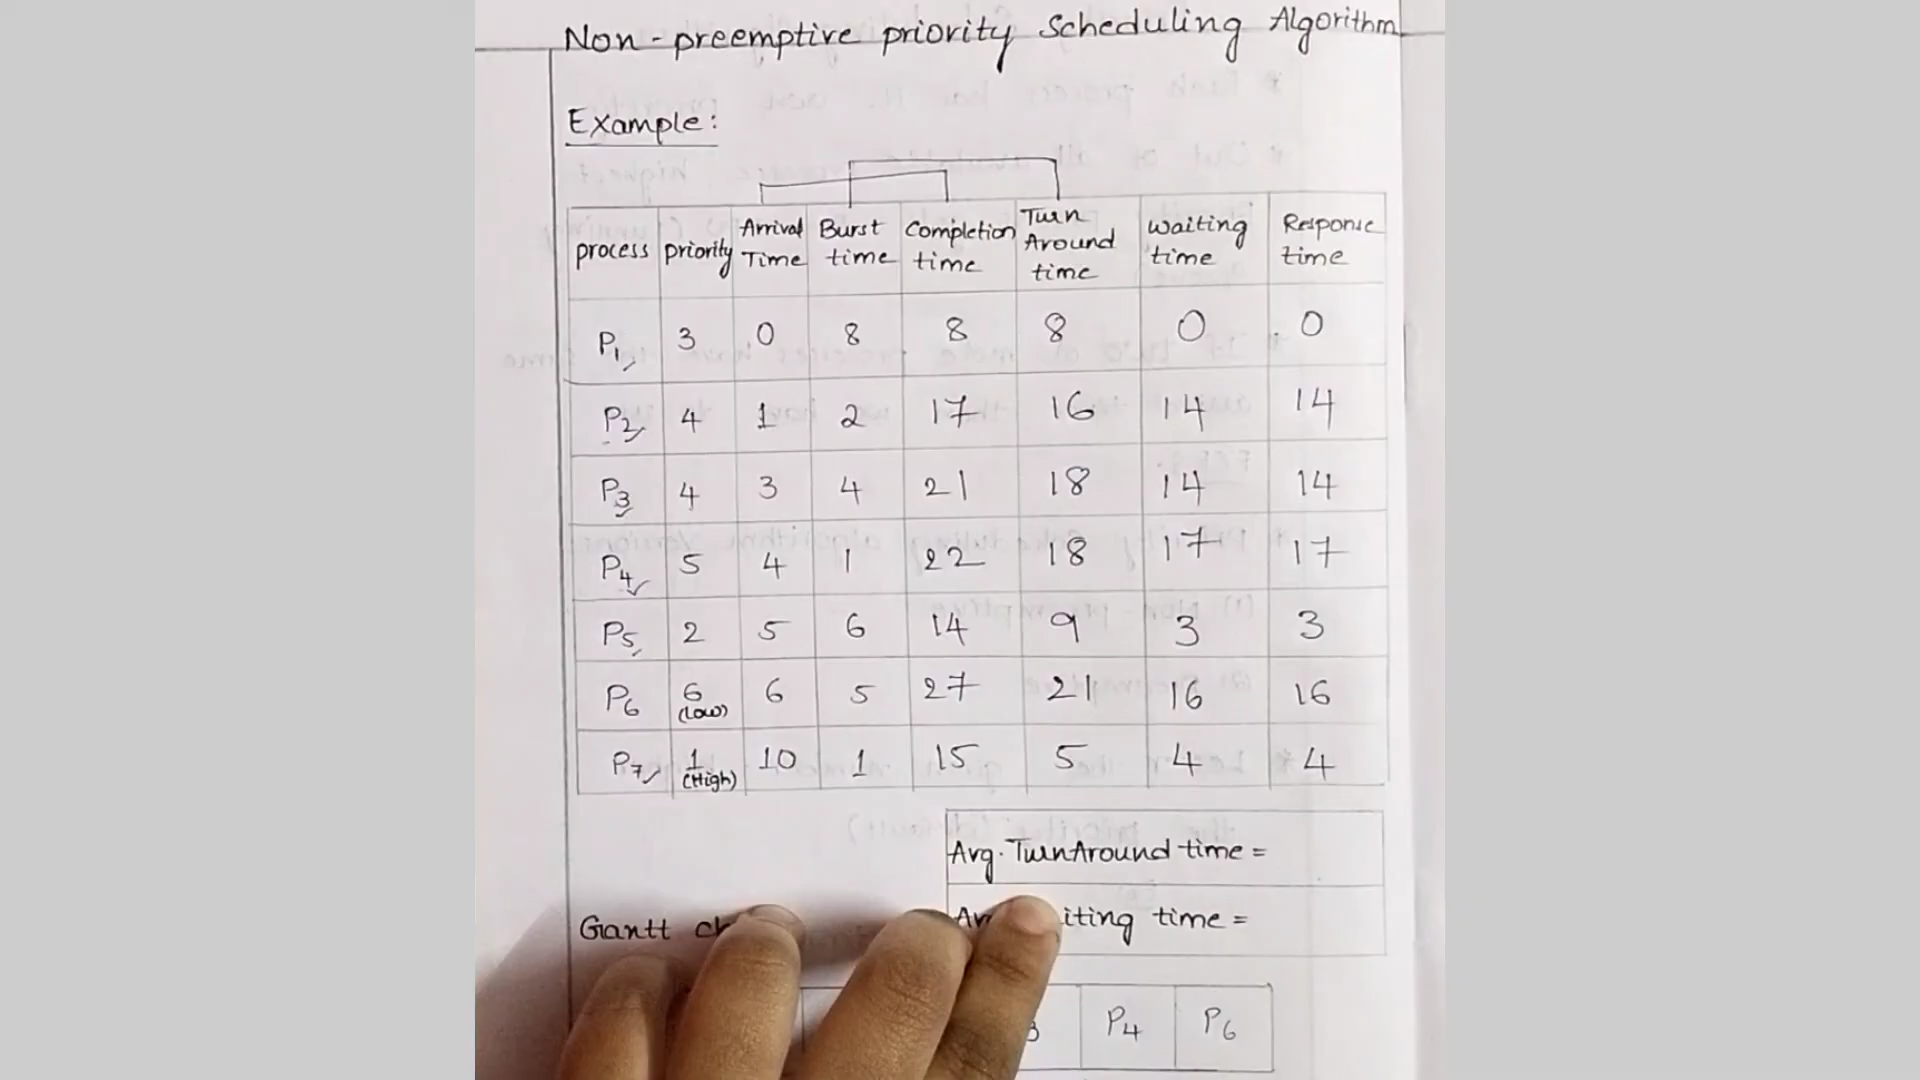 Non-preemptive priority Scheduling Algorithm
Example:
process priority Arrival Time Burst time Completion time Turn Around time Waiting time Response time
P1 3 0 8 8 8 0 0
P2 4 1 2 17 16 14 14
P3 4 3 4 21 18 14 14
P4 5 4 1 22 18 17 17
P5 2 5 6 14 9 3 3
P6 6 (Low) 6 5 27 21 16 16
P7 1 (High) 10 1 15 5 4 4
Avg. TurnAround time =
Gantt
time =
P4 P6